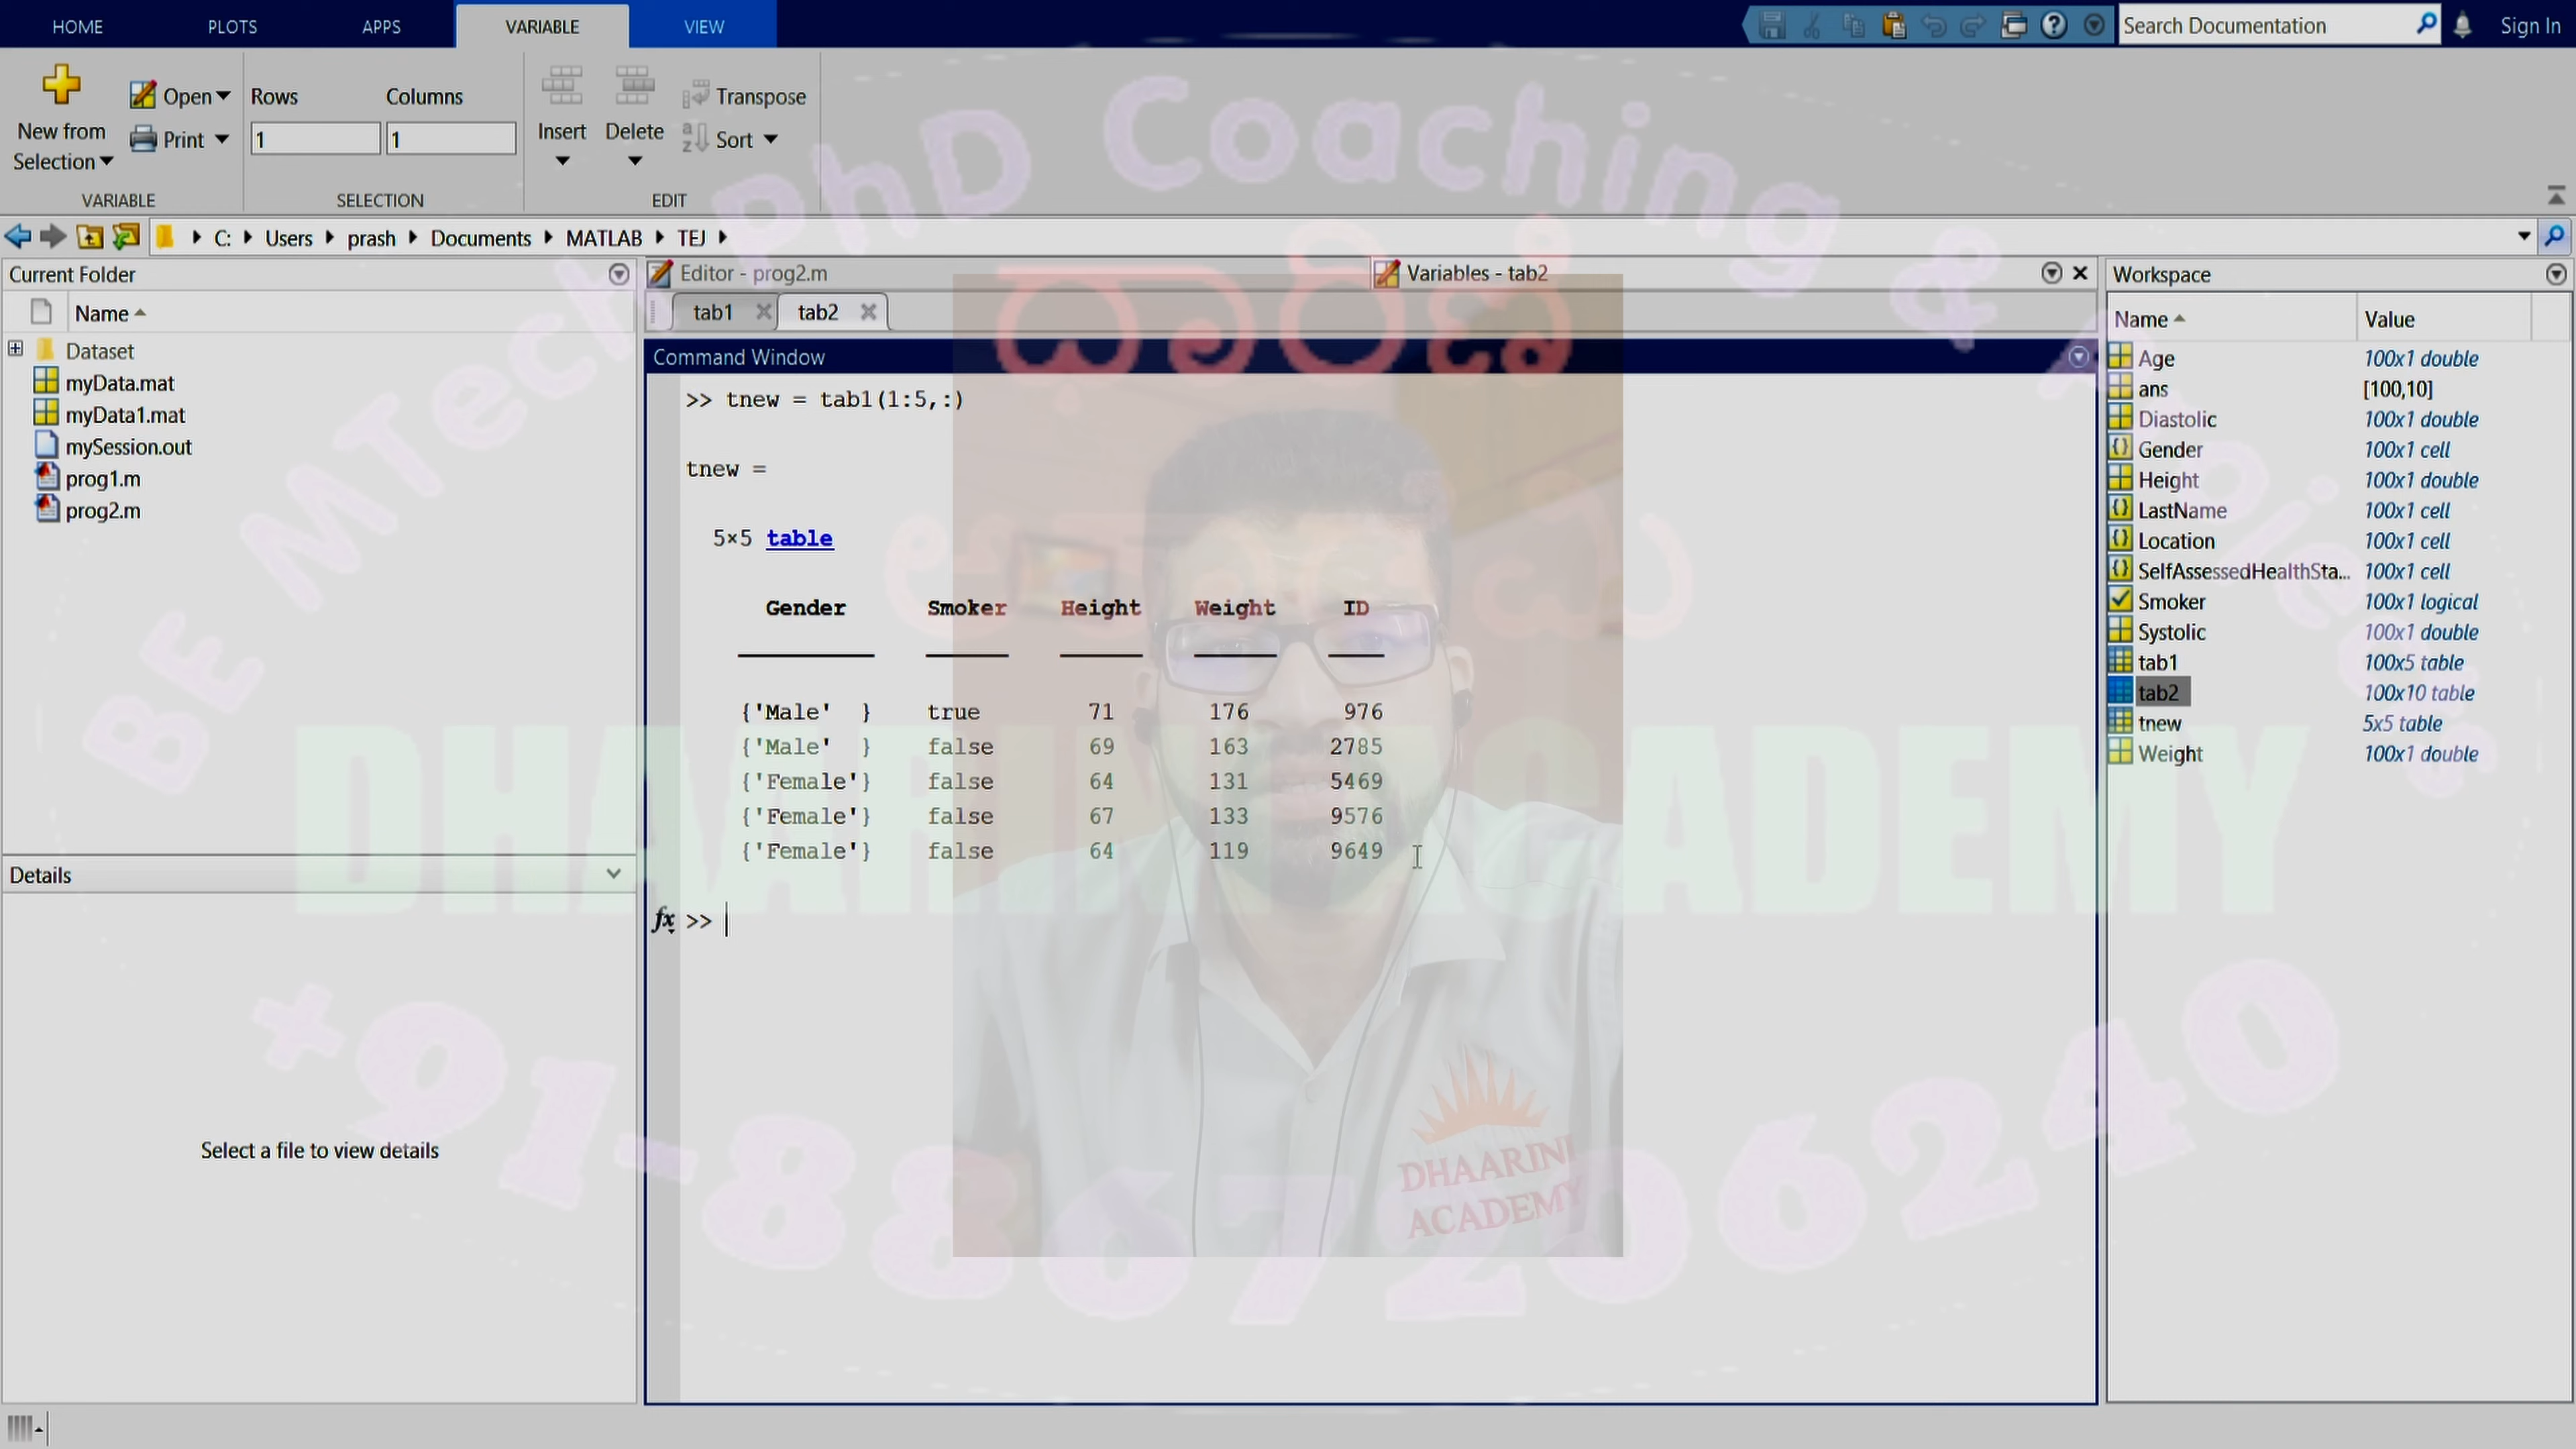 HOME PLOTS APPS VARIABLE VIEW Search Documentation Sign In
New from Selection Open Print
Rows Columns
1 1
Insert Delete Transpose Sort
VARIABLE SELECTION EDIT
C: Users prash Documents MATLAB TEJ
Current Folder
Name
Dataset
myData.mat
myData1.mat
mySession.out
prog1.m
prog2.m
Details
Select a file to view details
Editor - prog2.m Variables - tab2
tab1 tab2
Command Window
>> tnew = tab1(1:5,:)
tnew =
5×5 table
Gender Smoker Height Weight ID
{'Male' } true 71 176 976
{'Male' } false 69 163 2785
{'Female'} false 64 131 5469
{'Female'} false 67 133 9576
{'Female'} false 64 119 9649
fx >>
Workspace
Name Value
Age 100x1 double
ans [100,10]
Diastolic 100x1 double
Gender 100x1 cell
Height 100x1 double
LastName 100x1 cell
Location 100x1 cell
SelfAssessedHealthSta... 100x1 cell
Smoker 100x1 logical
Systolic 100x1 double
tab1 100x5 table
tab2 100x10 table
tnew 5x5 table
Weight 100x1 double
BE MTech PhD Coaching &
DHAARINI ACADEMY
DHAARINI
ACADEMY